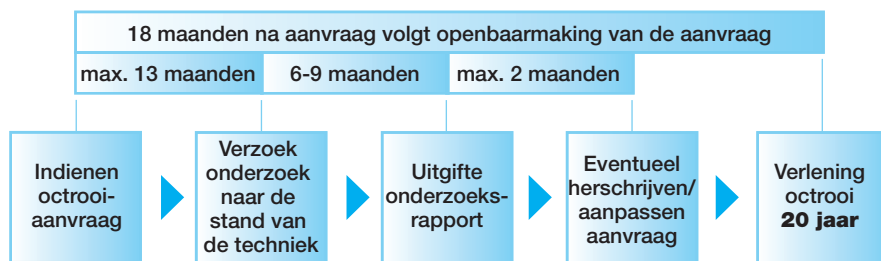 18 maanden na aanvraag volgt openbaarmaking van de aanvraag
max. 13 maanden
6-9 maanden
max. 2 maanden
Indienen
octrooi-
aanvraag
Verzoek
onderzoek
naar de
stand van
de techniek
Uitgifte
onderzoeks-
rapport
Eventueel
herschrijven/
aanpassen
aanvraag
Verlening
octrooi
20 jaar